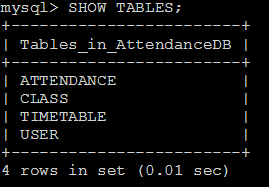 mysql> SHOW TABLES;
+-------------------------+
| Tables_in_AttendanceDB |
+-------------------------+
| ATTENDANCE |
| CLASS |
| TIMETABLE |
| USER |
+-------------------------+
4 rows in set (0.01 sec)